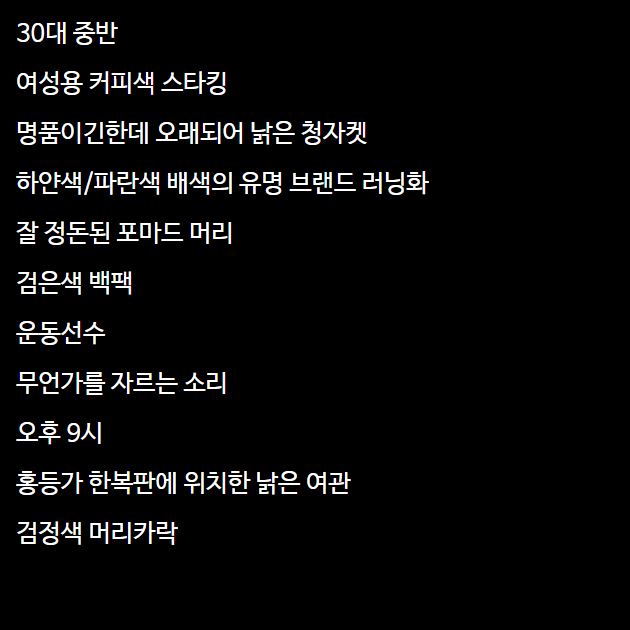 30대 중반
여성용 커피색 스타킹
명품이긴한데 오래되어 낡은 청자켓
하얀색/파란색 배색의 유명 브랜드 러닝화
잘 정돈된 포마드 머리
검은색 백팩
운동선수
무언가를 자르는 소리
오후 9시
홍등가 한복판에 위치한 낡은 여관
검정색 머리카락